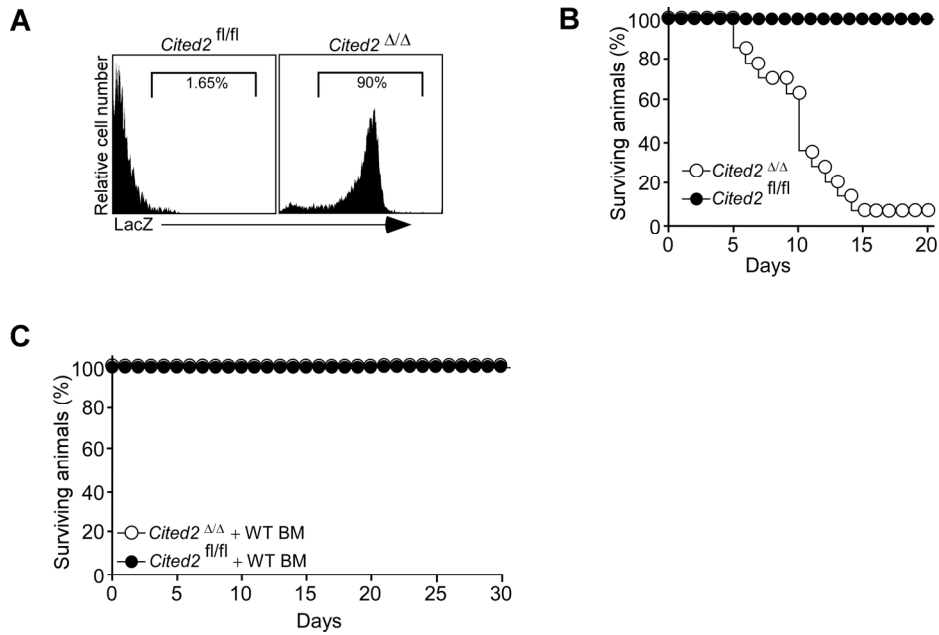 A
Cited2 fl/fl
Cited2 Δ/Δ
Relative cell number
1.65%
90%
LacZ
B
Surviving animals (%)
100
80
60
40
20
0
Cited2 Δ/Δ
Cited2 fl/fl
0 5 10 15 20
Days
C
Surviving animals (%)
100
80
60
40
20
0
Cited2 Δ/Δ + WT BM
Cited2 fl/fl + WT BM
0 5 10 15 20 25 30
Days